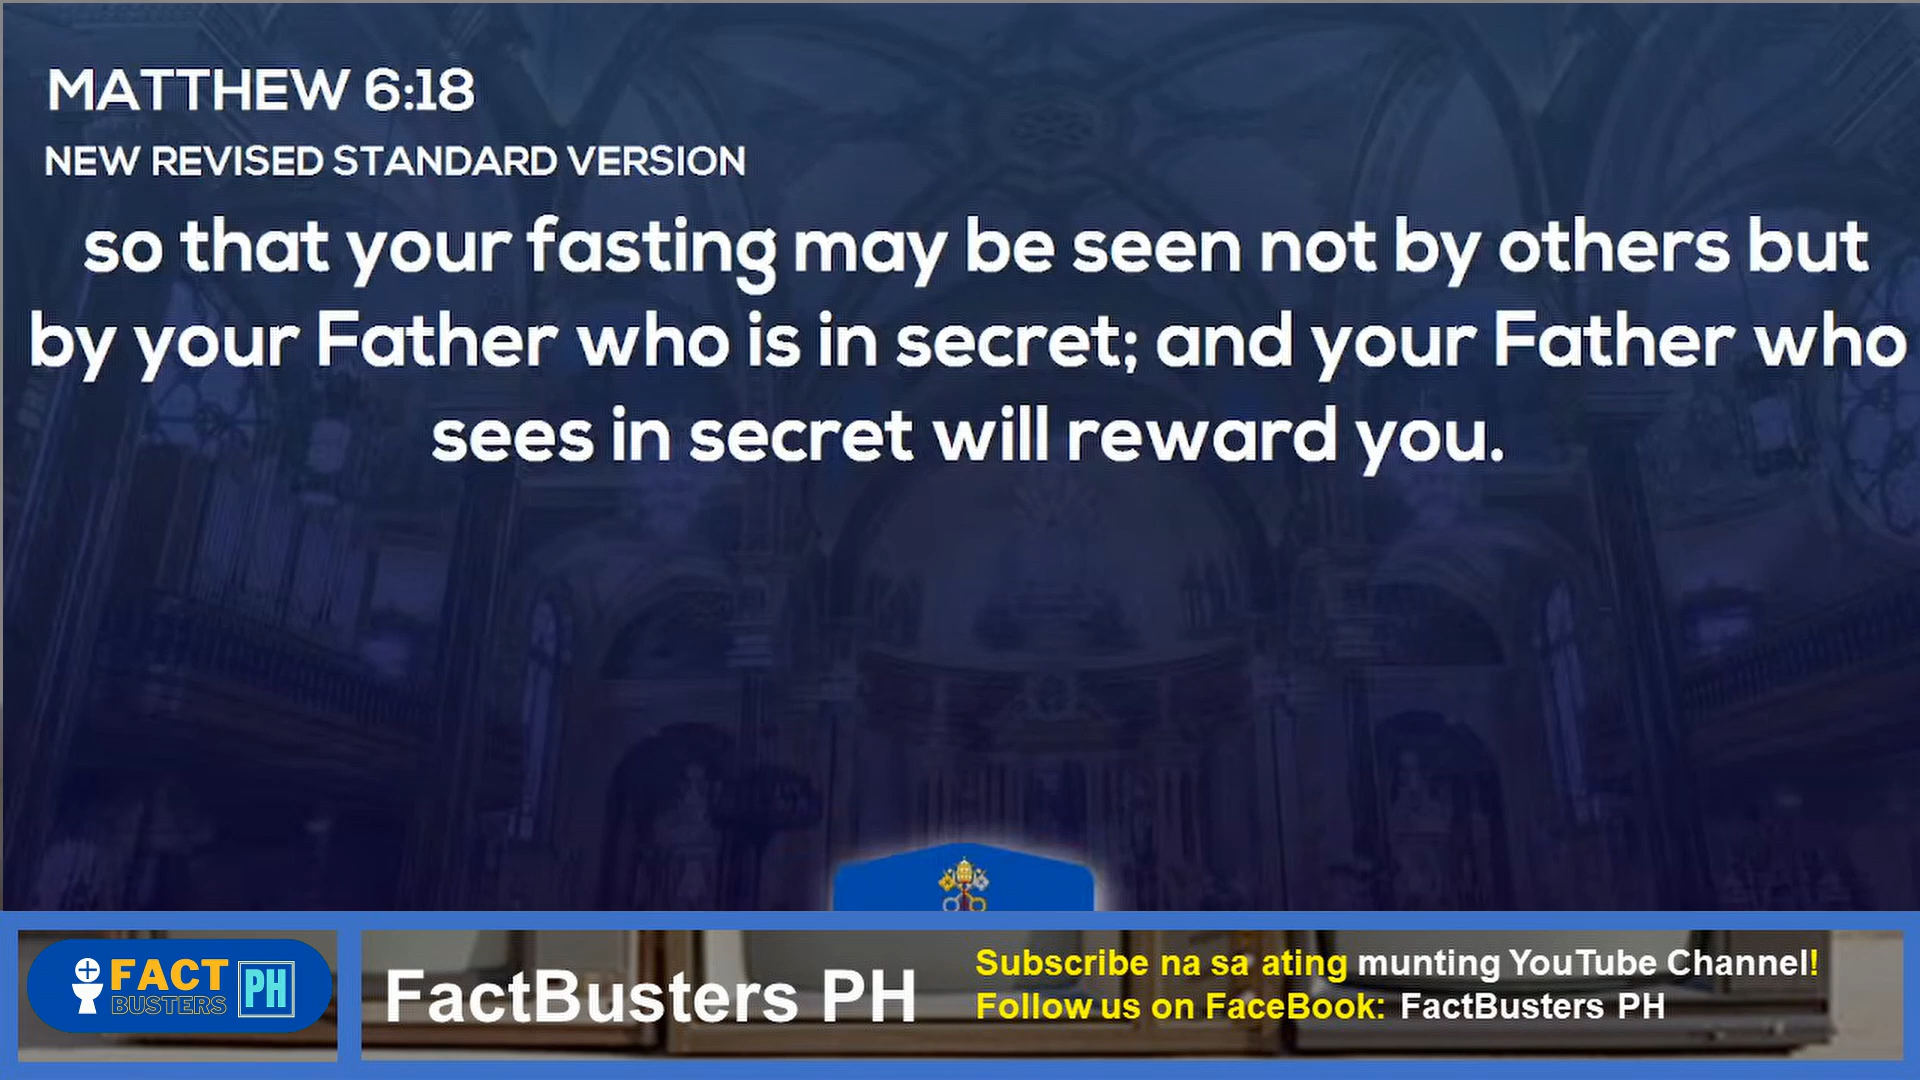 MATTHEW 6:18
NEW REVISED STANDARD VERSION
so that your fasting may be seen not by others but
by your Father who is in secret; and your Father who
sees in secret will reward you.
FACT
BUSTERS
PH
FactBusters PH
Subscribe na sa ating munting YouTube Channel!
Follow us on FaceBook: FactBusters PH